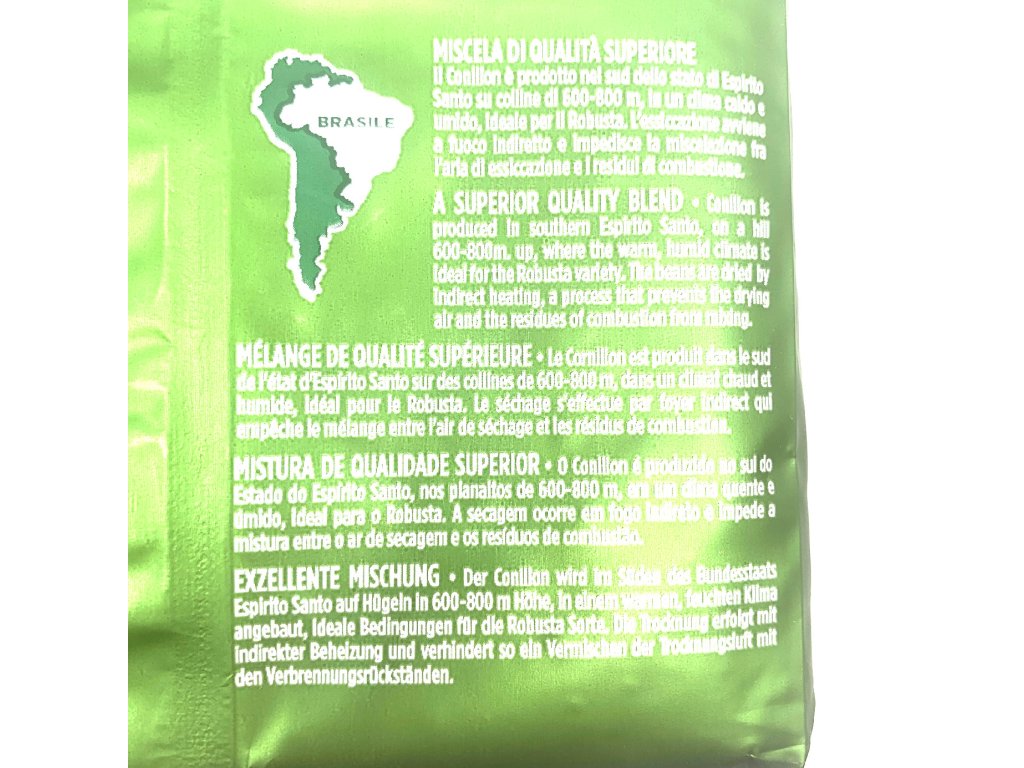 BRASILE
MISCELA DI QUALITÀ SUPERIORE
Il Conillon è prodotto nel sud dello stato di Espirito
Santo su colline di 600-800 m, in un clima caldo e
umido, ideale per il Robusta. L'essiccazione avviene
a fuoco indiretto e impedisce la miscelazione fra
l'aria di essiccazione e i residui di combustione.
A SUPERIOR QUALITY BLEND • Conillon is
produced in southern Espirito Santo, on a hill
600-800m. up, where the warm, humid climate is
ideal for the Robusta variety. The beans are dried by
indirect heating, a process that prevents the drying
air and the residues of combustion from mixing.
MÉLANGE DE QUALITÉ SUPÉRIEURE • Le Cornillon est produit dans le sud
de l'état d'Espirito Santo sur des collines de 600-800 m, dans un climat chaud et
humide, idéal pour le Robusta. Le séchage s'effectue par foyer indirect qui
empêche le mélange entre l'air de séchage et les résidus de combustion.
MISTURA DE QUALIDADE SUPERIOR • O Conillon é produzido no sul do
Estado do Espirito Santo, nos planaltos de 600-800 m, em um clima quente e
úmido, ideal para o Robusta. A secagem ocorre em fogo indireto e impede a
mistura entre o ar de secagem e os resíduos de combustão.
EXZELLENTE MISCHUNG • Der Conillon wird im Süden des Bundesstaats
Espirito Santo auf Hügeln in 600-800 m Höhe, in einem warmen, feuchten Klima
angebaut, ideale Bedingungen für die Robusta Sorte. Die Trocknung erfolgt mit
indirekter Beheizung und verhindert so ein Vermischen der Trocknungsluft mit
den Verbrennungsrückständen.